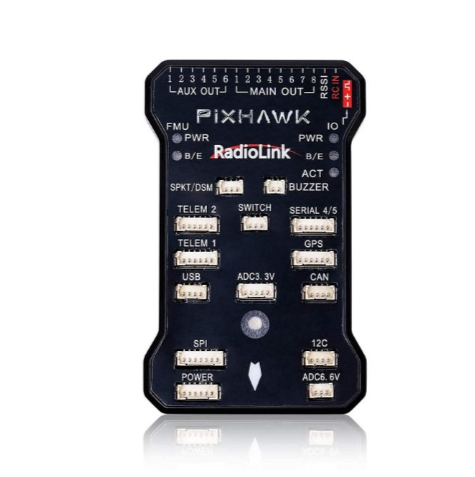 1 2 3 4 5 6 1 2 3 4 5 6 7 8 RSSI RC IN
AUX OUT MAIN OUT - +
PIXHAWK
FMU IO
PWR PWR
B/E RadioLink B/E
ACT
SPKT/DSM BUZZER
TELEM 2 SWITCH SERIAL 4/5
TELEM 1 GPS
USB ADC3.3V CAN
SPI 12C
POWER ADC6.6V